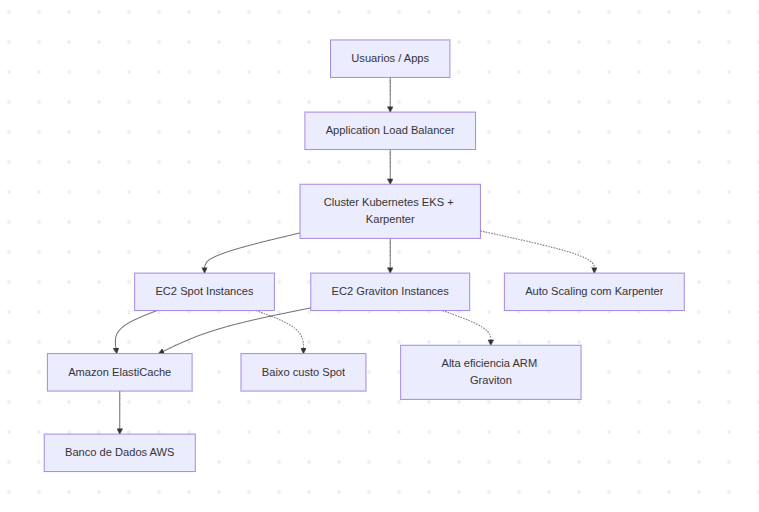 Usuarios / Apps
Application Load Balancer
Cluster Kubernetes EKS +
Karpenter
EC2 Spot Instances
EC2 Graviton Instances
Auto Scaling com Karpenter
Amazon ElastiCache
Baixo custo Spot
Alta eficiencia ARM
Graviton
Banco de Dados AWS